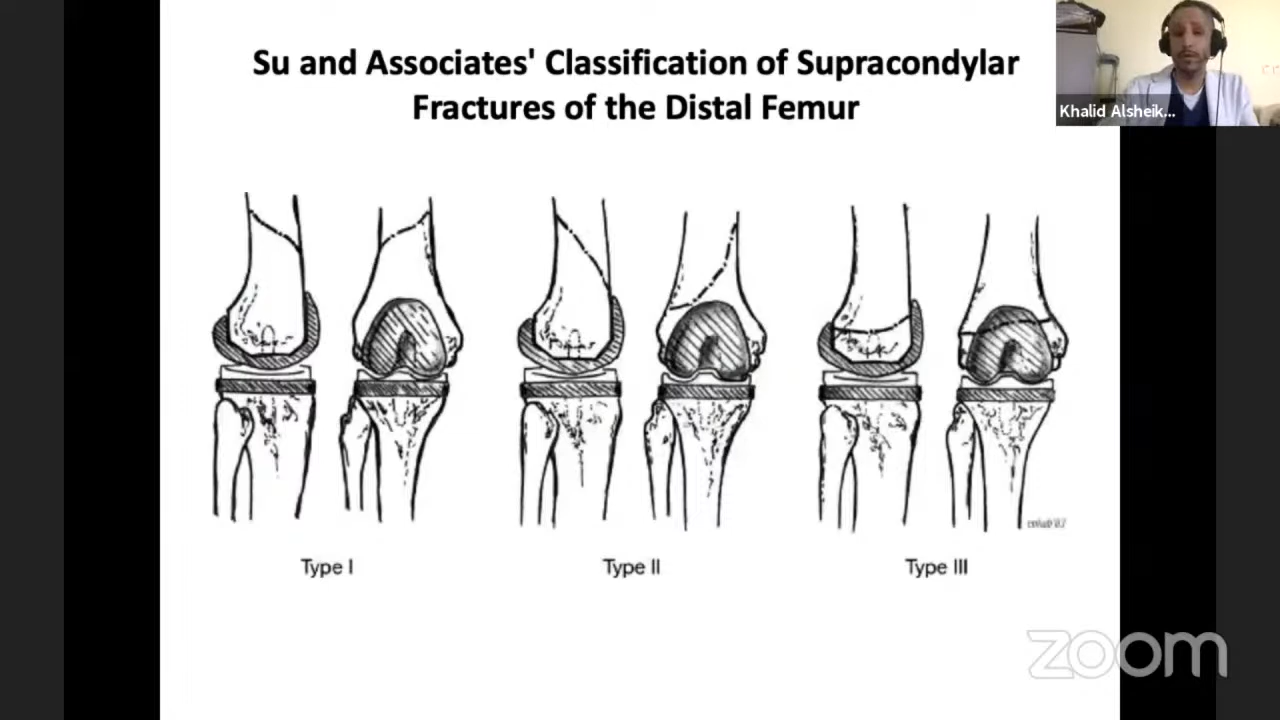 Su and Associates' Classification of Supracondylar
Fractures of the Distal Femur
Khalid Alsheik...
Type I
Type II
Type III
zoom